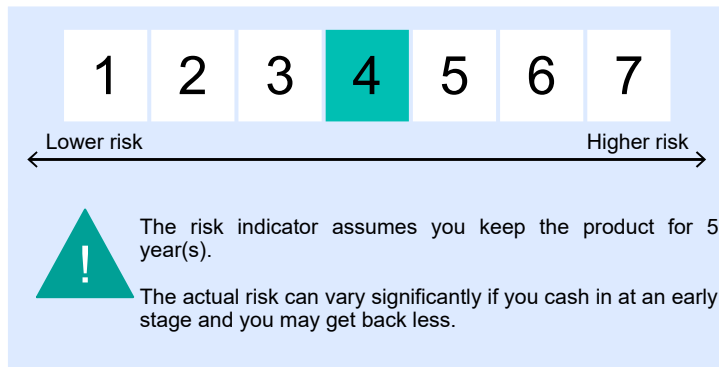 1 2 3 4 5 6 7
Lower risk Higher risk
!
The risk indicator assumes you keep the product for 5
year(s).
The actual risk can vary significantly if you cash in at an early
stage and you may get back less.